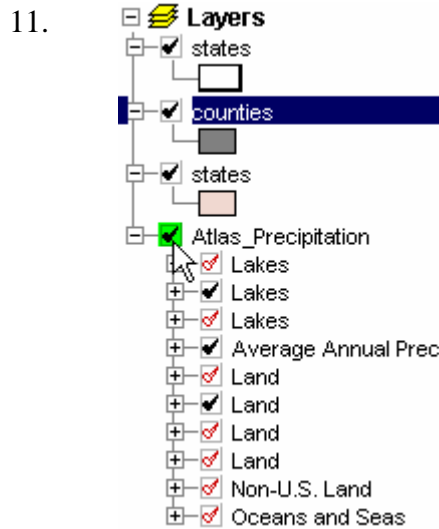 11.
Layers
states
counties
states
Atlas_Precipitation
Lakes
Lakes
Lakes
Average Annual Prec
Land
Land
Land
Land
Non-U.S. Land
Oceans and Seas